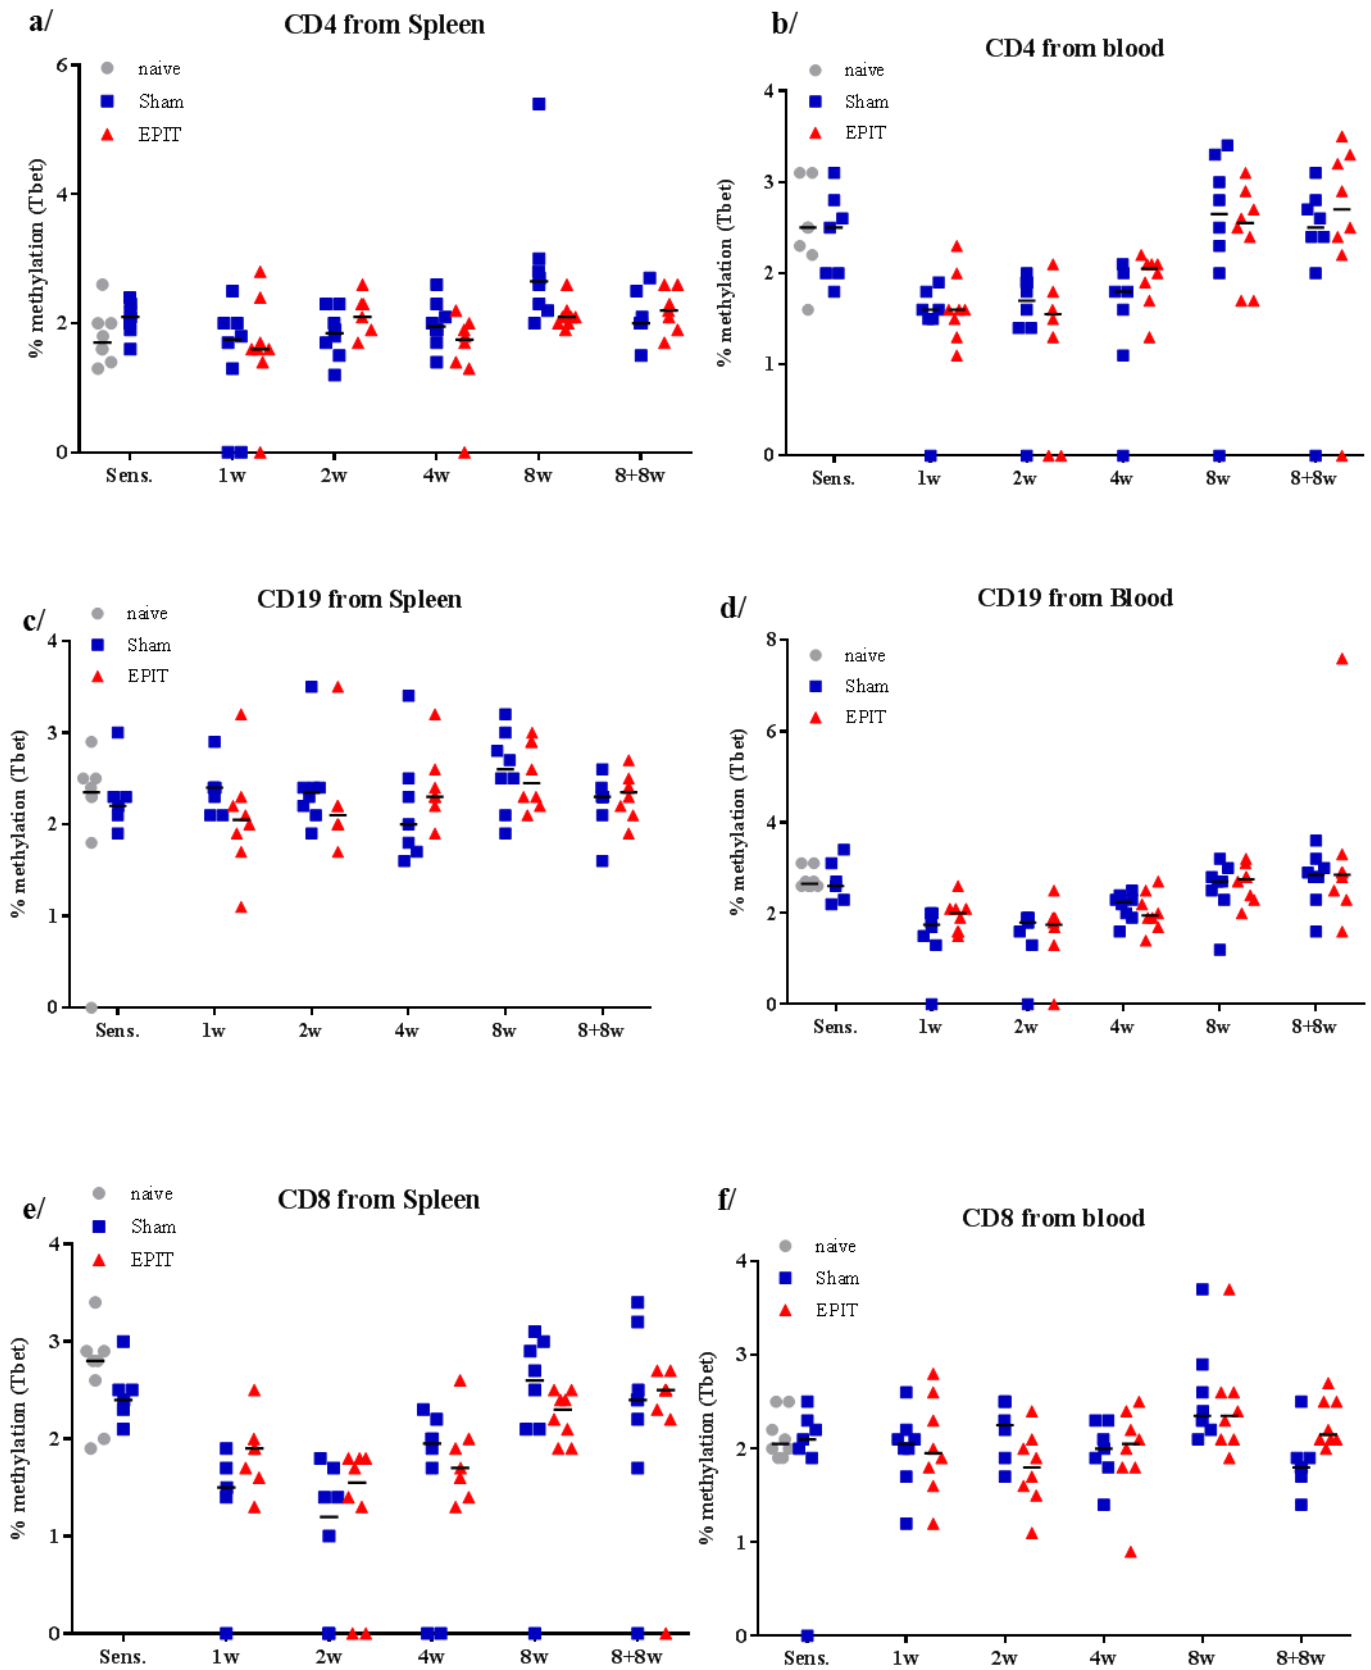 a/
CD4 from Spleen
naive
Sham
EPIT
% methylation (Tbet)
6
4
2
0
Sens. 1w 2w 4w 8w 8+8w
b/
CD4 from blood
naive
Sham
EPIT
% methylation (Tbet)
4
3
2
1
0
Sens. 1w 2w 4w 8w 8+8w
c/
CD19 from Spleen
naive
Sham
EPIT
% methylation (Tbet)
4
3
2
1
0
Sens. 1w 2w 4w 8w 8+8w
d/
CD19 from Blood
naive
Sham
EPIT
% methylation (Tbet)
8
6
4
2
0
Sens. 1w 2w 4w 8w 8+8w
e/
CD8 from Spleen
naive
Sham
EPIT
% methylation (Tbet)
4
3
2
1
0
Sens. 1w 2w 4w 8w 8+8w
f/
CD8 from blood
naive
Sham
EPIT
% methylation (Tbet)
4
3
2
1
0
Sens. 1w 2w 4w 8w 8+8w